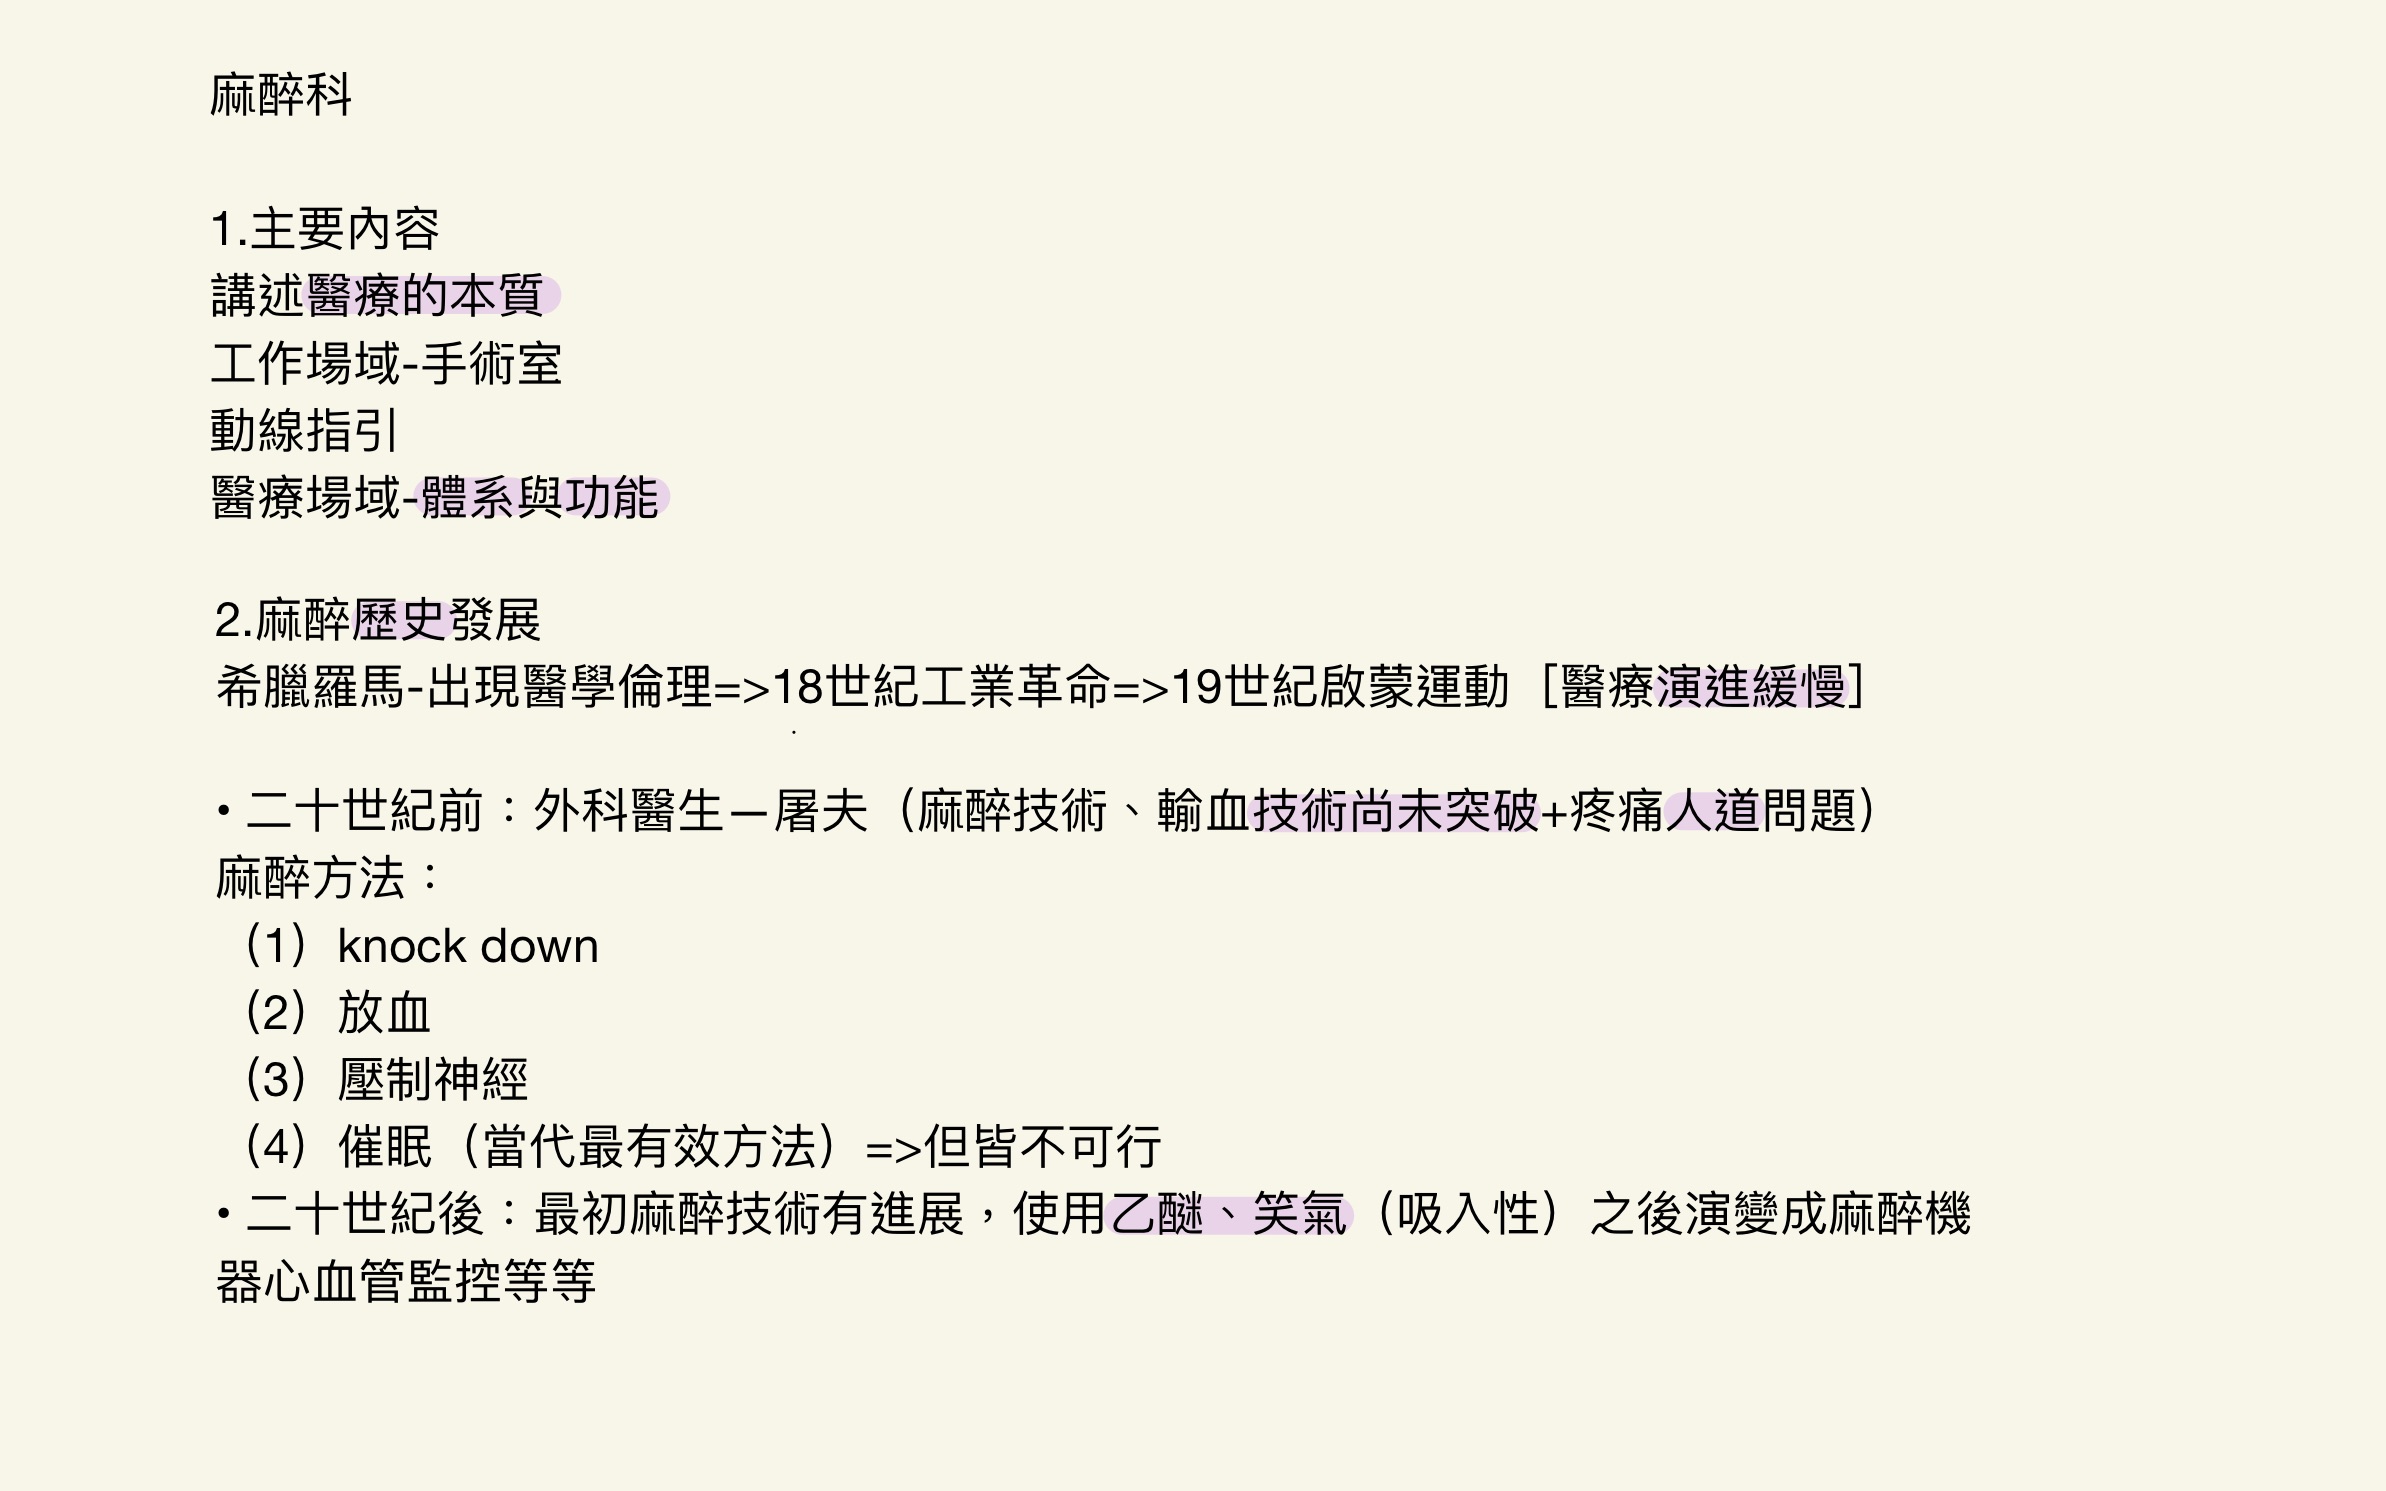 麻醉科
1.主要內容
講述醫療的本質
工作場域-手術室
動線指引
醫療場域-體系與功能
2.麻醉歷史發展
希臘羅馬-出現醫學倫理=>18世紀工業革命=>19世紀啟蒙運動［醫療演進緩慢］
• 二十世紀前：外科醫生－屠夫（麻醉技術、輸血技術尚未突破+疼痛人道問題）
麻醉方法：
（1）knock down
（2）放血
（3）壓制神經
（4）催眠（當代最有效方法）=>但皆不可行
• 二十世紀後：最初麻醉技術有進展，使用乙醚、笑氣（吸入性）之後演變成麻醉機
器心血管監控等等